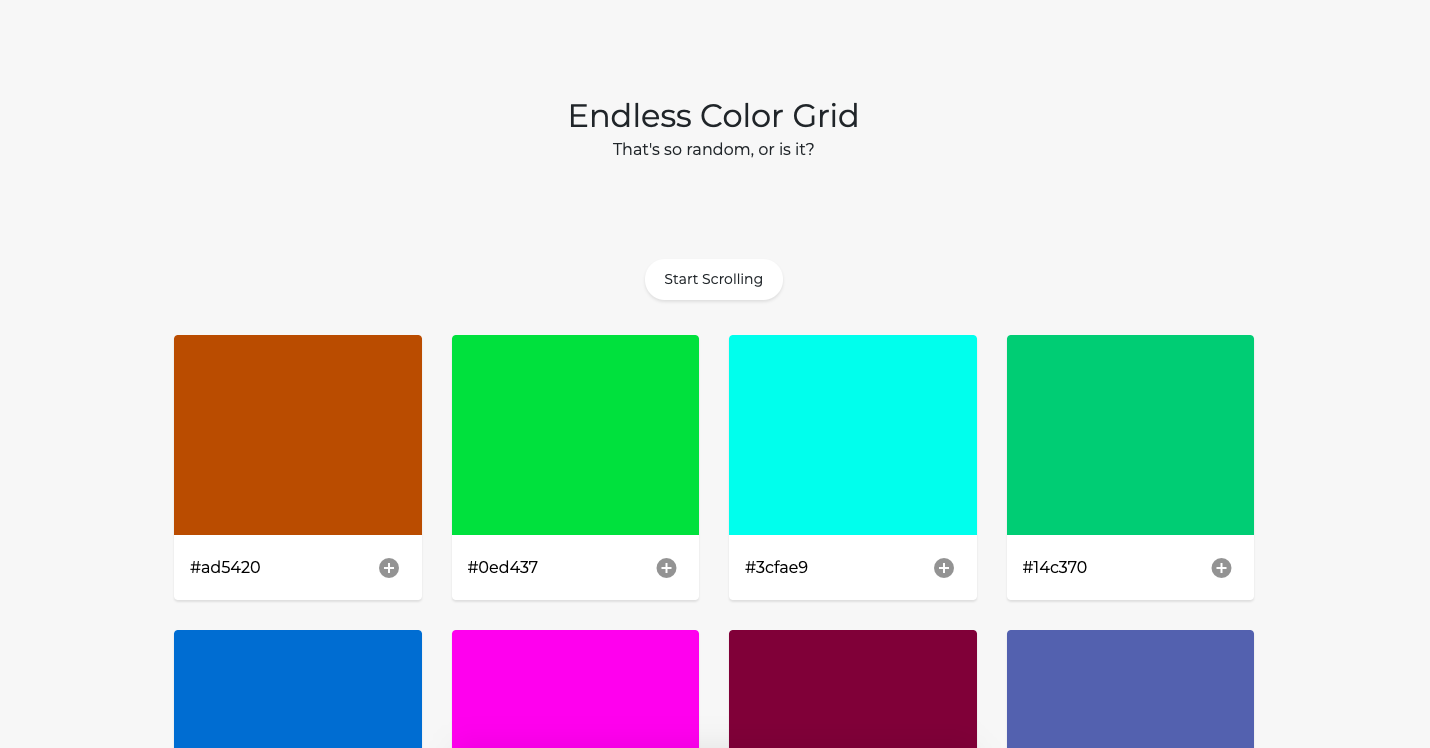 Endless Color Grid
That's so random, or is it?
Start Scrolling
#ad5420
#0ed437
#3cfae9
#14c370